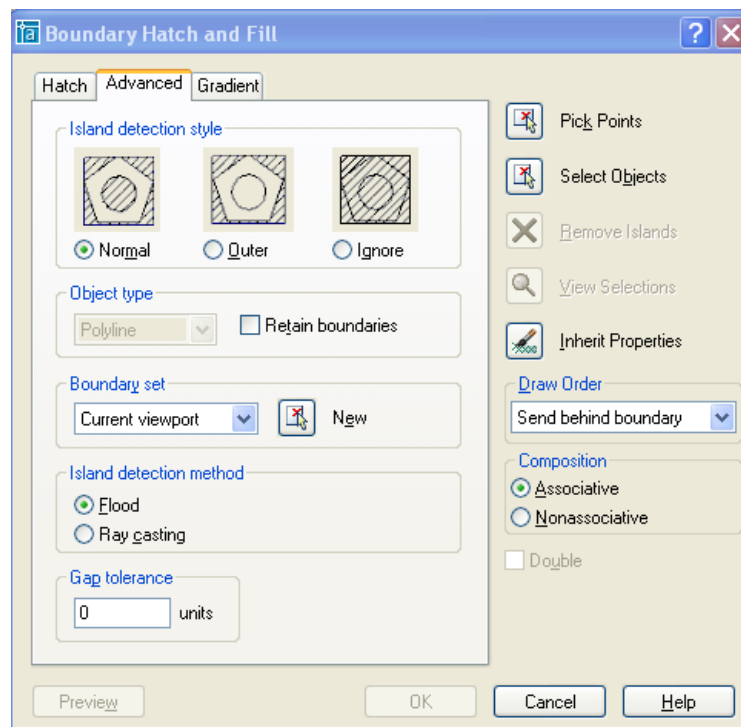 Boundary Hatch and Fill
Hatch Advanced Gradient
Island detection style
Normal Outer Ignore
Object type
Polyline Retain boundaries
Boundary set
Current viewport New
Island detection method
Flood
Ray casting
Gap tolerance
0 units
Pick Points
Select Objects
Remove Islands
View Selections
Inherit Properties
Draw Order
Send behind boundary
Composition
Associative
Nonassociative
Double
Preview OK Cancel Help